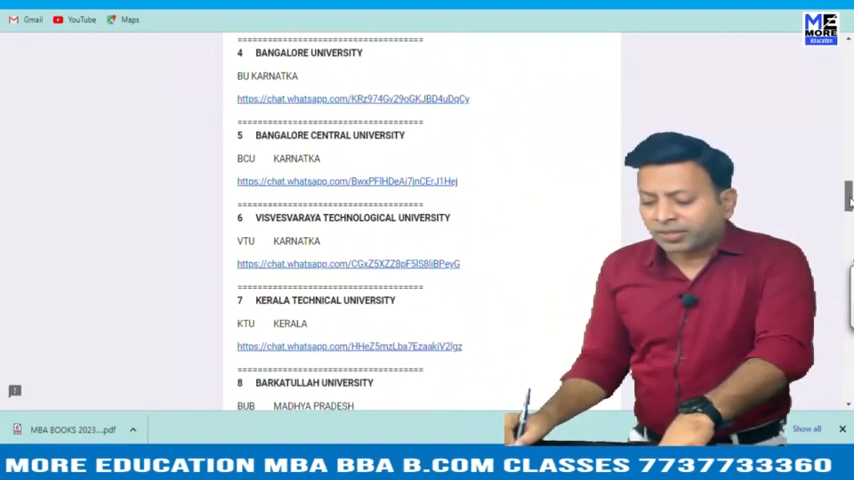 Gmail YouTube Maps
ME
MORE
Education
=================================
4 BANGALORE UNIVERSITY
BU KARNATKA
https://chat.whatsapp.com/KRz974Gv29oGKJBD4uDqCy
=================================
5 BANGALORE CENTRAL UNIVERSITY
BCU KARNATKA
https://chat.whatsapp.com/BwxPFlHDeAi7jnCErJ1Hej
=================================
6 VISVESVARAYA TECHNOLOGICAL UNIVERSITY
VTU KARNATKA
https://chat.whatsapp.com/CGxZ5XZZ8pF5lS8liBPeyG
=================================
7 KERALA TECHNICAL UNIVERSITY
KTU KERALA
https://chat.whatsapp.com/HHeZ5mzLba7EzaakiV2lgz
=================================
8 BARKATULLAH UNIVERSITY
BUB MADHYA PRADESH
MBA BOOKS 2023....pdf
Show all
MORE EDUCATION MBA BBA B.COM CLASSES 7737733360